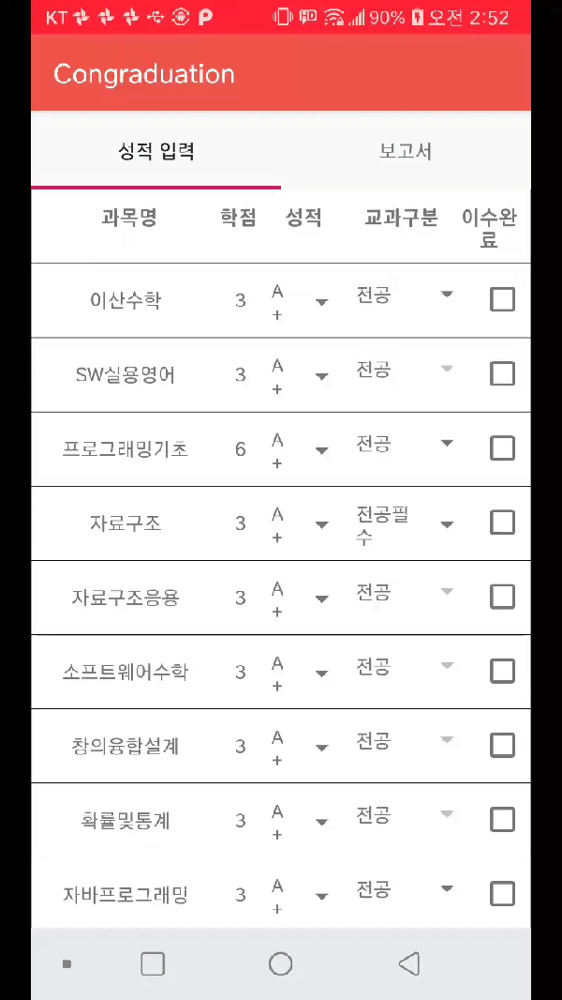 KT HD 90% 오전 2:52
Congraduation
성적 입력 보고서
과목명 학점 성적 교과구분 이수완
료
이산수학 3 A
+ 전공
SW실용영어 3 A
+ 전공
프로그래밍기초 6 A
+ 전공
자료구조 3 A
+ 전공필
수
자료구조응용 3 A
+ 전공
소프트웨어수학 3 A
+ 전공
창의융합설계 3 A
+ 전공
확률및통계 3 A
+ 전공
자바프로그래밍 3 A
+ 전공